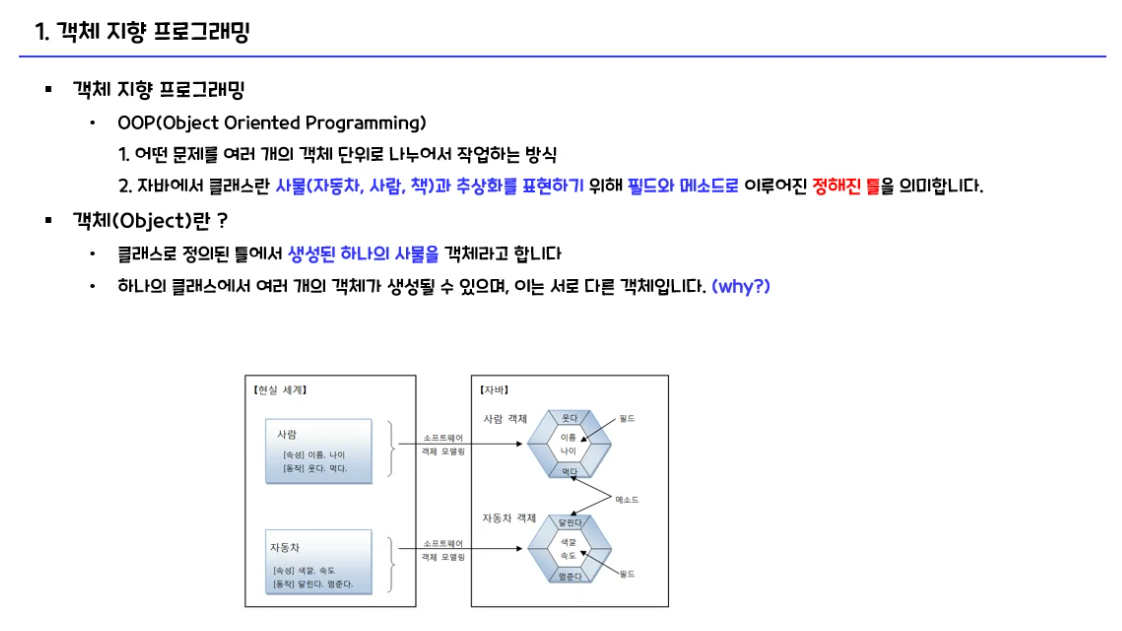 1. 객체 지향 프로그래밍
▪ 객체 지향 프로그래밍
• OOP(Object Oriented Programming)
1. 어떤 문제를 여러 개의 객체 단위로 나누어서 작업하는 방식
2. 자바에서 클래스란 사물(자동차, 사람, 책)과 추상화를 표현하기 위해 필드와 메소드로 이루어진 정해진 틀을 의미합니다.
▪ 객체(Object)란 ?
• 클래스로 정의된 틀에서 생성된 하나의 사물을 객체라고 합니다
• 하나의 클래스에서 여러 개의 객체가 생성될 수 있으며, 이는 서로 다른 객체입니다. (why?)
【현실 세계】
사람
[속성] 이름, 나이
[동작] 웃다. 먹다.
자동차
[속성] 색깔, 속도
[동작] 달린다. 멈춘다.
소프트웨어
객체 모델링
소프트웨어
객체 모델링
【자바】
사람 객체
웃다
이름
나이
먹다
필드
메소드
자동차 객체
달린다
색깔
속도
멈춘다
필드